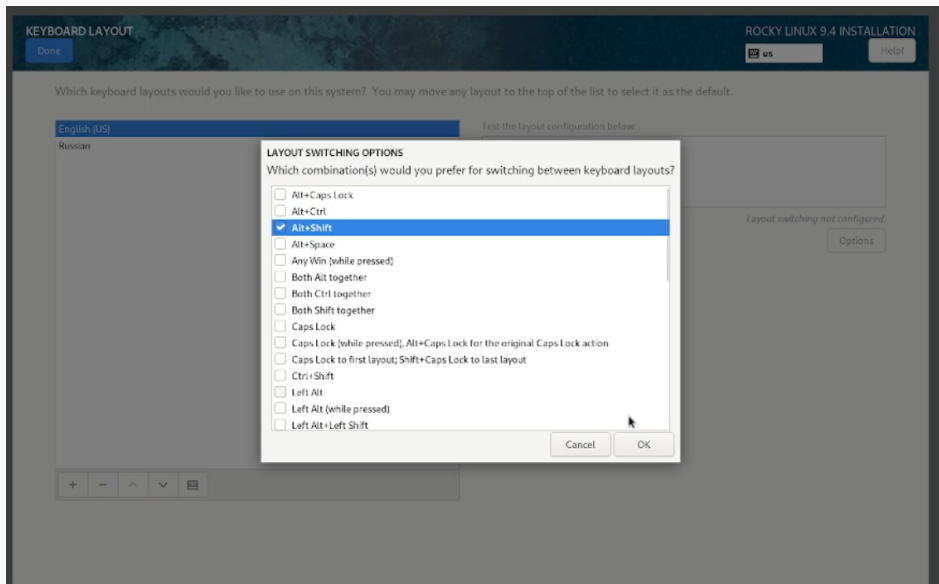 KEYBOARD LAYOUT
ROCKY LINUX 9.4 INSTALLATION
Done
us
Help!
Which keyboard layouts would you like to use on this system? You may move any layout to the top of the list to select it as the default.
English (US)
Russian
Test the layout configuration below:
Layout switching not configured.
Options
LAYOUT SWITCHING OPTIONS
Which combination(s) would you prefer for switching between keyboard layouts?
Alt+Caps Lock
Alt+Ctrl
Alt+Shift
Alt+Space
Any Win (while pressed)
Both Alt together
Both Ctrl together
Both Shift together
Caps Lock
Caps Lock (while pressed), Alt+Caps Lock for the original Caps Lock action
Caps Lock to first layout; Shift+Caps Lock to last layout
Ctrl+Shift
Left Alt
Left Alt (while pressed)
Left Alt+Left Shift
Cancel
OK